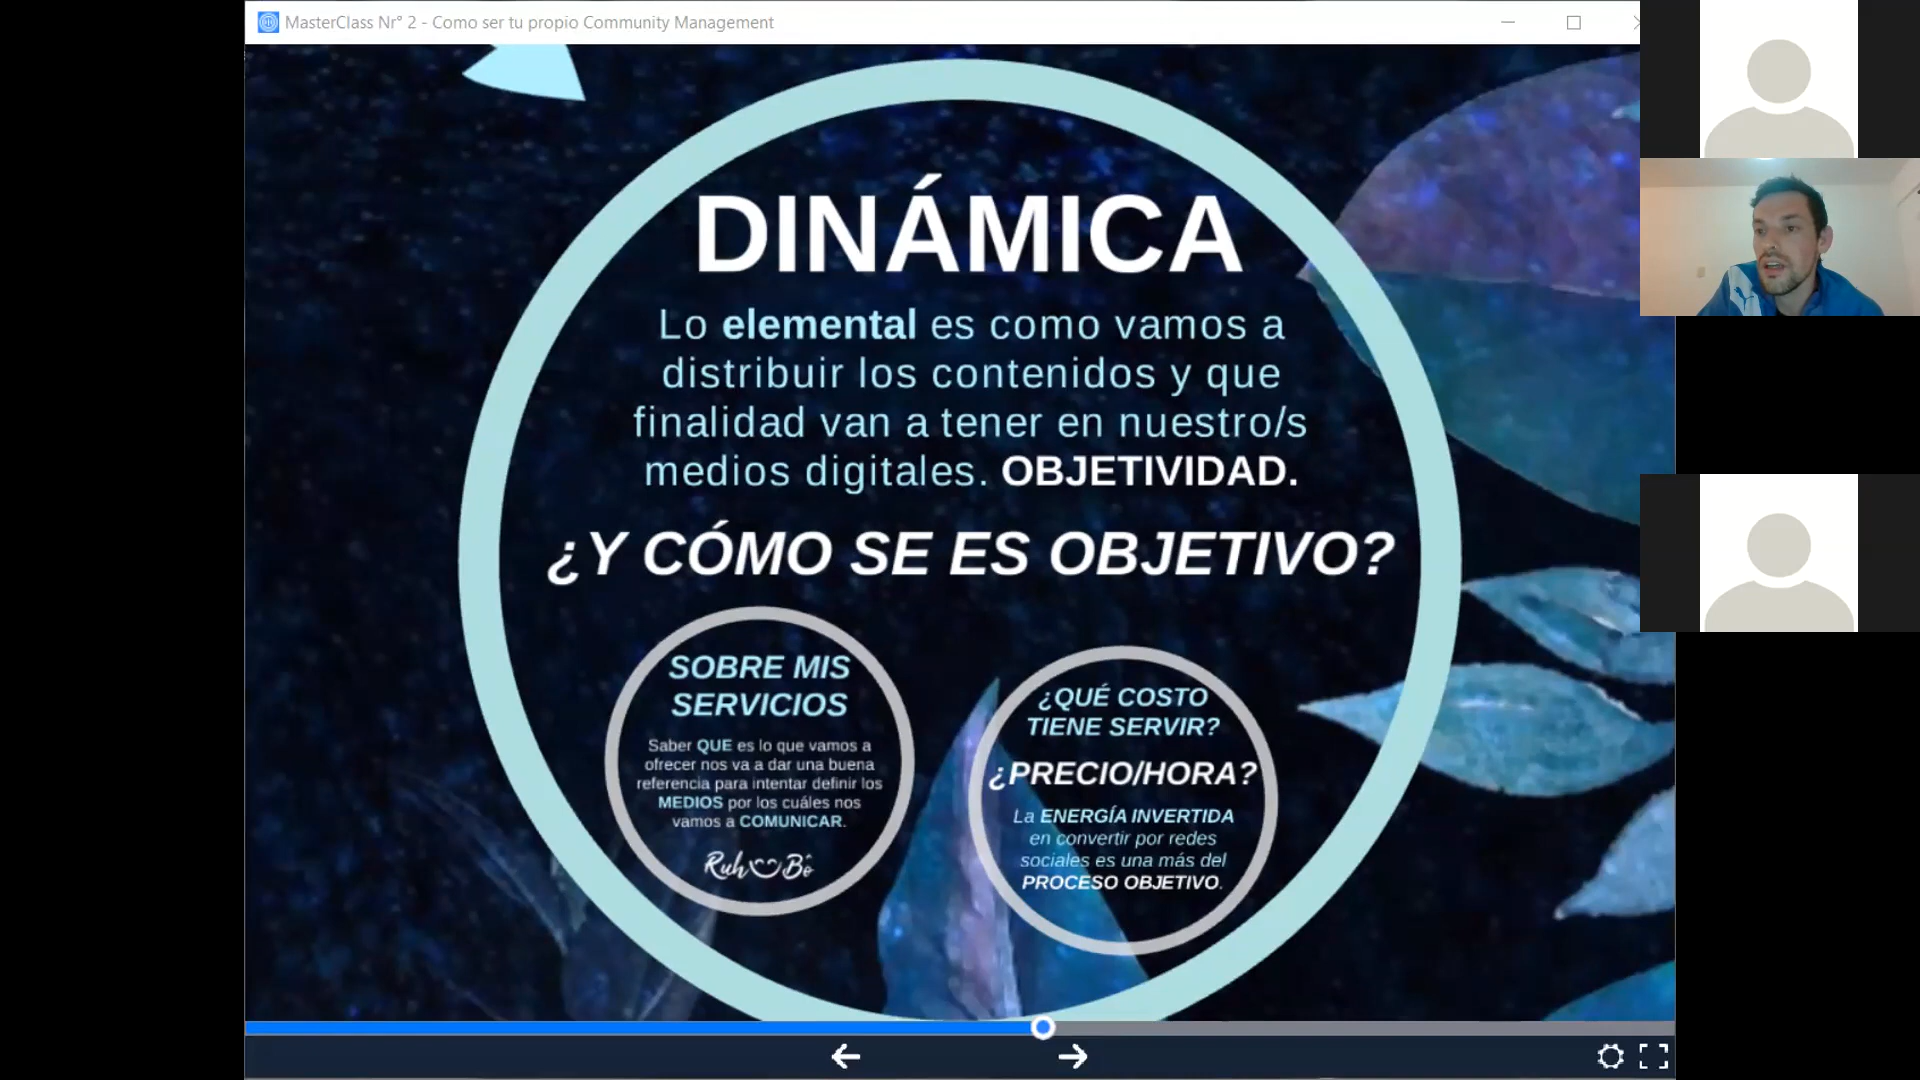 MasterClass Nr° 2 - Como ser tu propio Community Management
DINÁMICA
Lo elemental es como vamos a
distribuir los contenidos y que
finalidad van a tener en nuestro/s
medios digitales. OBJETIVIDAD.
¿Y CÓMO SE ES OBJETIVO?
SOBRE MIS
SERVICIOS
Saber QUE es lo que vamos a
ofrecer nos va a dar una buena
referencia para intentar definir los
MEDIOS por los cuáles nos
vamos a COMUNICAR.
Ruh Bô
¿QUÉ COSTO
TIENE SERVIR?
¿PRECIO/HORA?
La ENERGÍA INVERTIDA
en convertir por redes
sociales es una más del
PROCESO OBJETIVO.